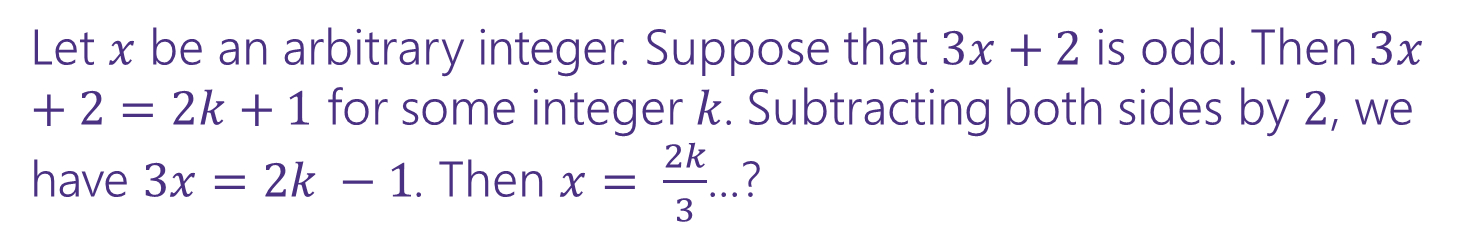 Let x be an arbitrary integer. Suppose that 3x + 2 is odd. Then 3x
+ 2 = 2k + 1 for some integer k. Subtracting both sides by 2, we
have 3x = 2k − 1. Then x = 2k/3...?